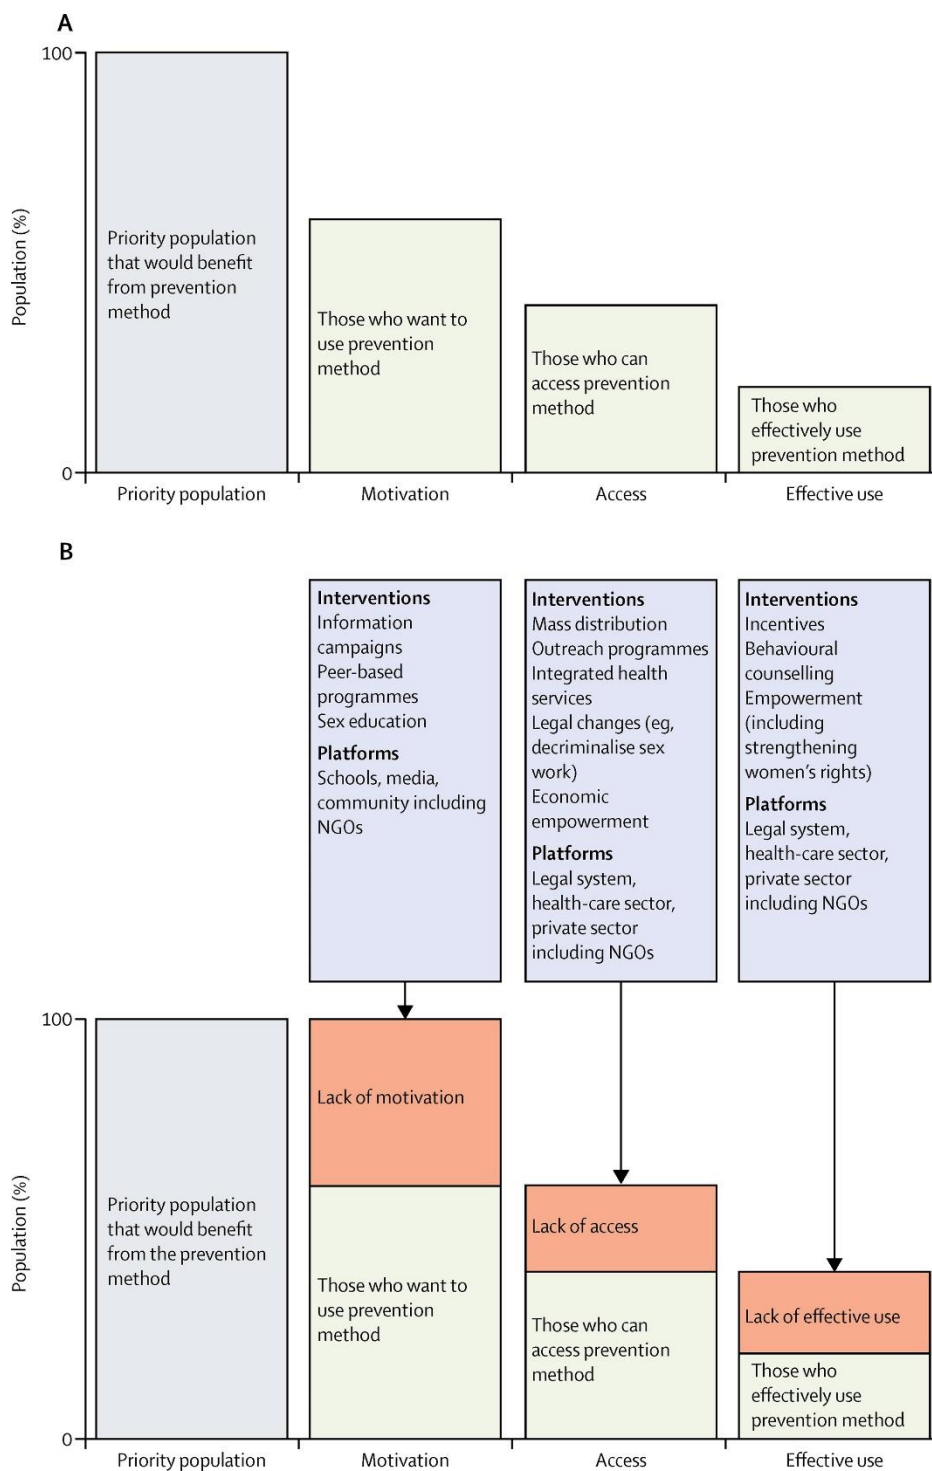 A
100
Population (%)
0
Priority population
that would benefit
from prevention
method
Those who want to
use prevention
method
Those who can
access prevention
method
Those who
effectively use
prevention method
Priority population
Motivation
Access
Effective use
B
Interventions
Information
campaigns
Peer-based
programmes
Sex education
Platforms
Schools, media,
community including
NGOs
Interventions
Mass distribution
Outreach programmes
Integrated health
services
Legal changes (eg,
decriminalise sex
work)
Economic
empowerment
Platforms
Legal system,
health-care sector,
private sector
including NGOs
Interventions
Incentives
Behavioural
counselling
Empowerment
(including
strengthening
women's rights)
Platforms
Legal system,
health-care sector,
private sector
including NGOs
100
Population (%)
0
Priority population
that would benefit
from the prevention
method
Lack of motivation
Those who want to
use prevention
method
Lack of access
Those who can
access prevention
method
Lack of effective use
Those who
effectively use
prevention method
Priority population
Motivation
Access
Effective use